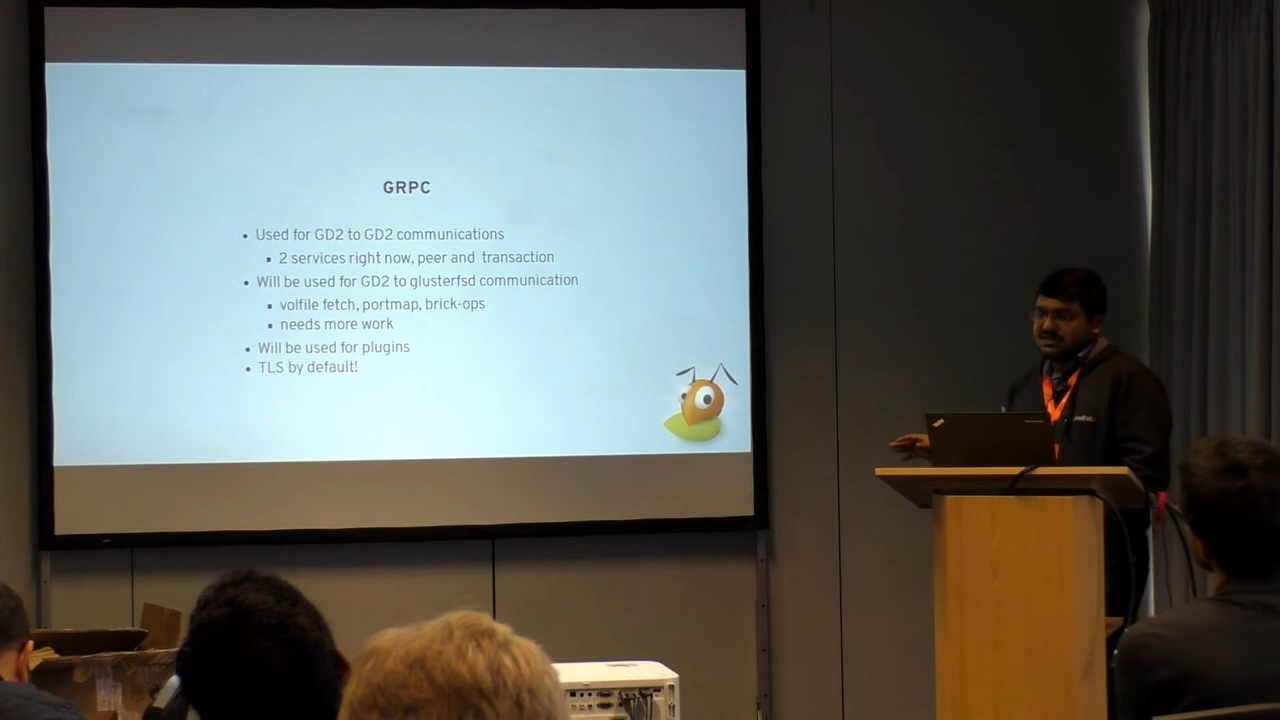 GRPC
• Used for GD2 to GD2 communications
▪ 2 services right now, peer and transaction
• Will be used for GD2 to glusterfsd communication
▪ volfile fetch, portmap, brick-ops
▪ needs more work
• Will be used for plugins
• TLS by default!